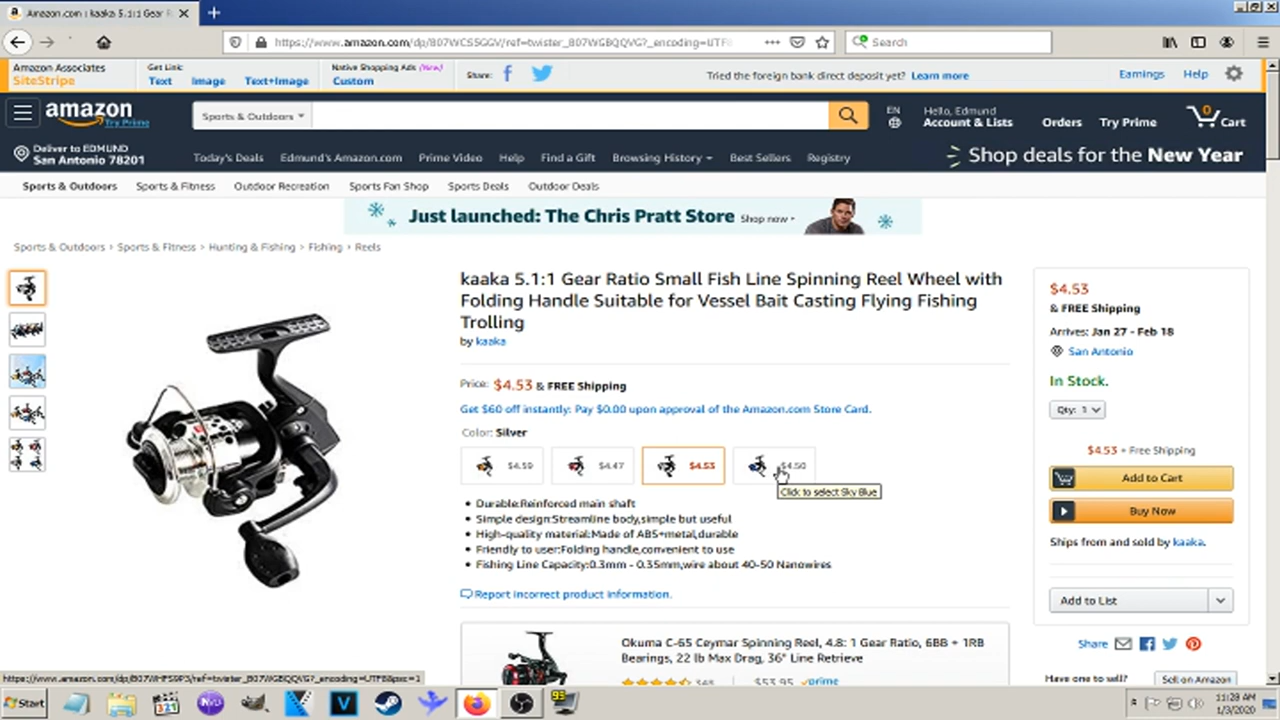 Amazon.com : kaaka 5.1:1 Gear R
https://www.amazon.com/dp/B07WCS5GGV/ref=twister_B07WGBQQVG?_encoding=UTF
Search
Amazon Associates
SiteStripe
Get Link:
Text
Image
Text+Image
Native Shopping Ads (New)
Custom
Share:
Tried the foreign bank direct deposit yet? Learn more
Earnings
Help
amazon
Try Prime
Sports & Outdoors
EN
Hello, Edmund
Account & Lists
Orders
Try Prime
0
Cart
Deliver to EDMUND
San Antonio 78201
Today's Deals
Edmund's Amazon.com
Prime Video
Help
Find a Gift
Browsing History
Best Sellers
Registry
Shop deals for the New Year
Sports & Outdoors
Sports & Fitness
Outdoor Recreation
Sports Fan Shop
Sports Deals
Outdoor Deals
Just launched: The Chris Pratt Store Shop now
Sports & Outdoors › Sports & Fitness › Hunting & Fishing › Fishing › Reels
kaaka 5.1:1 Gear Ratio Small Fish Line Spinning Reel Wheel with
Folding Handle Suitable for Vessel Bait Casting Flying Fishing
Trolling
by kaaka
Price: $4.53 & FREE Shipping
Get $60 off instantly: Pay $0.00 upon approval of the Amazon.com Store Card.
Color: Silver
$4.59
$4.47
$4.53
$4.50
Click to select Sky Blue
• Durable:Reinforced main shaft
• Simple design:Streamline body,simple but useful
• High-quality material:Made of ABS+metal,durable
• Friendly to user:Folding handle,convenient to use
• Fishing Line Capacity:0.3mm - 0.35mm,wire about 40-50 Nanowires
Report incorrect product information.
Okuma C-65 Ceymar Spinning Reel, 4.8: 1 Gear Ratio, 6BB + 1RB
Bearings, 22 lb Max Drag, 36" Line Retrieve
$53.95 prime
$4.53
& FREE Shipping
Arrives: Jan 27 - Feb 18
San Antonio
In Stock.
Qty: 1
$4.53 + Free Shipping
Add to Cart
Buy Now
Ships from and sold by kaaka.
Add to List
Share
Have one to sell?
Sell on Amazon
Start
321
95
11:28 AM
1/3/2020